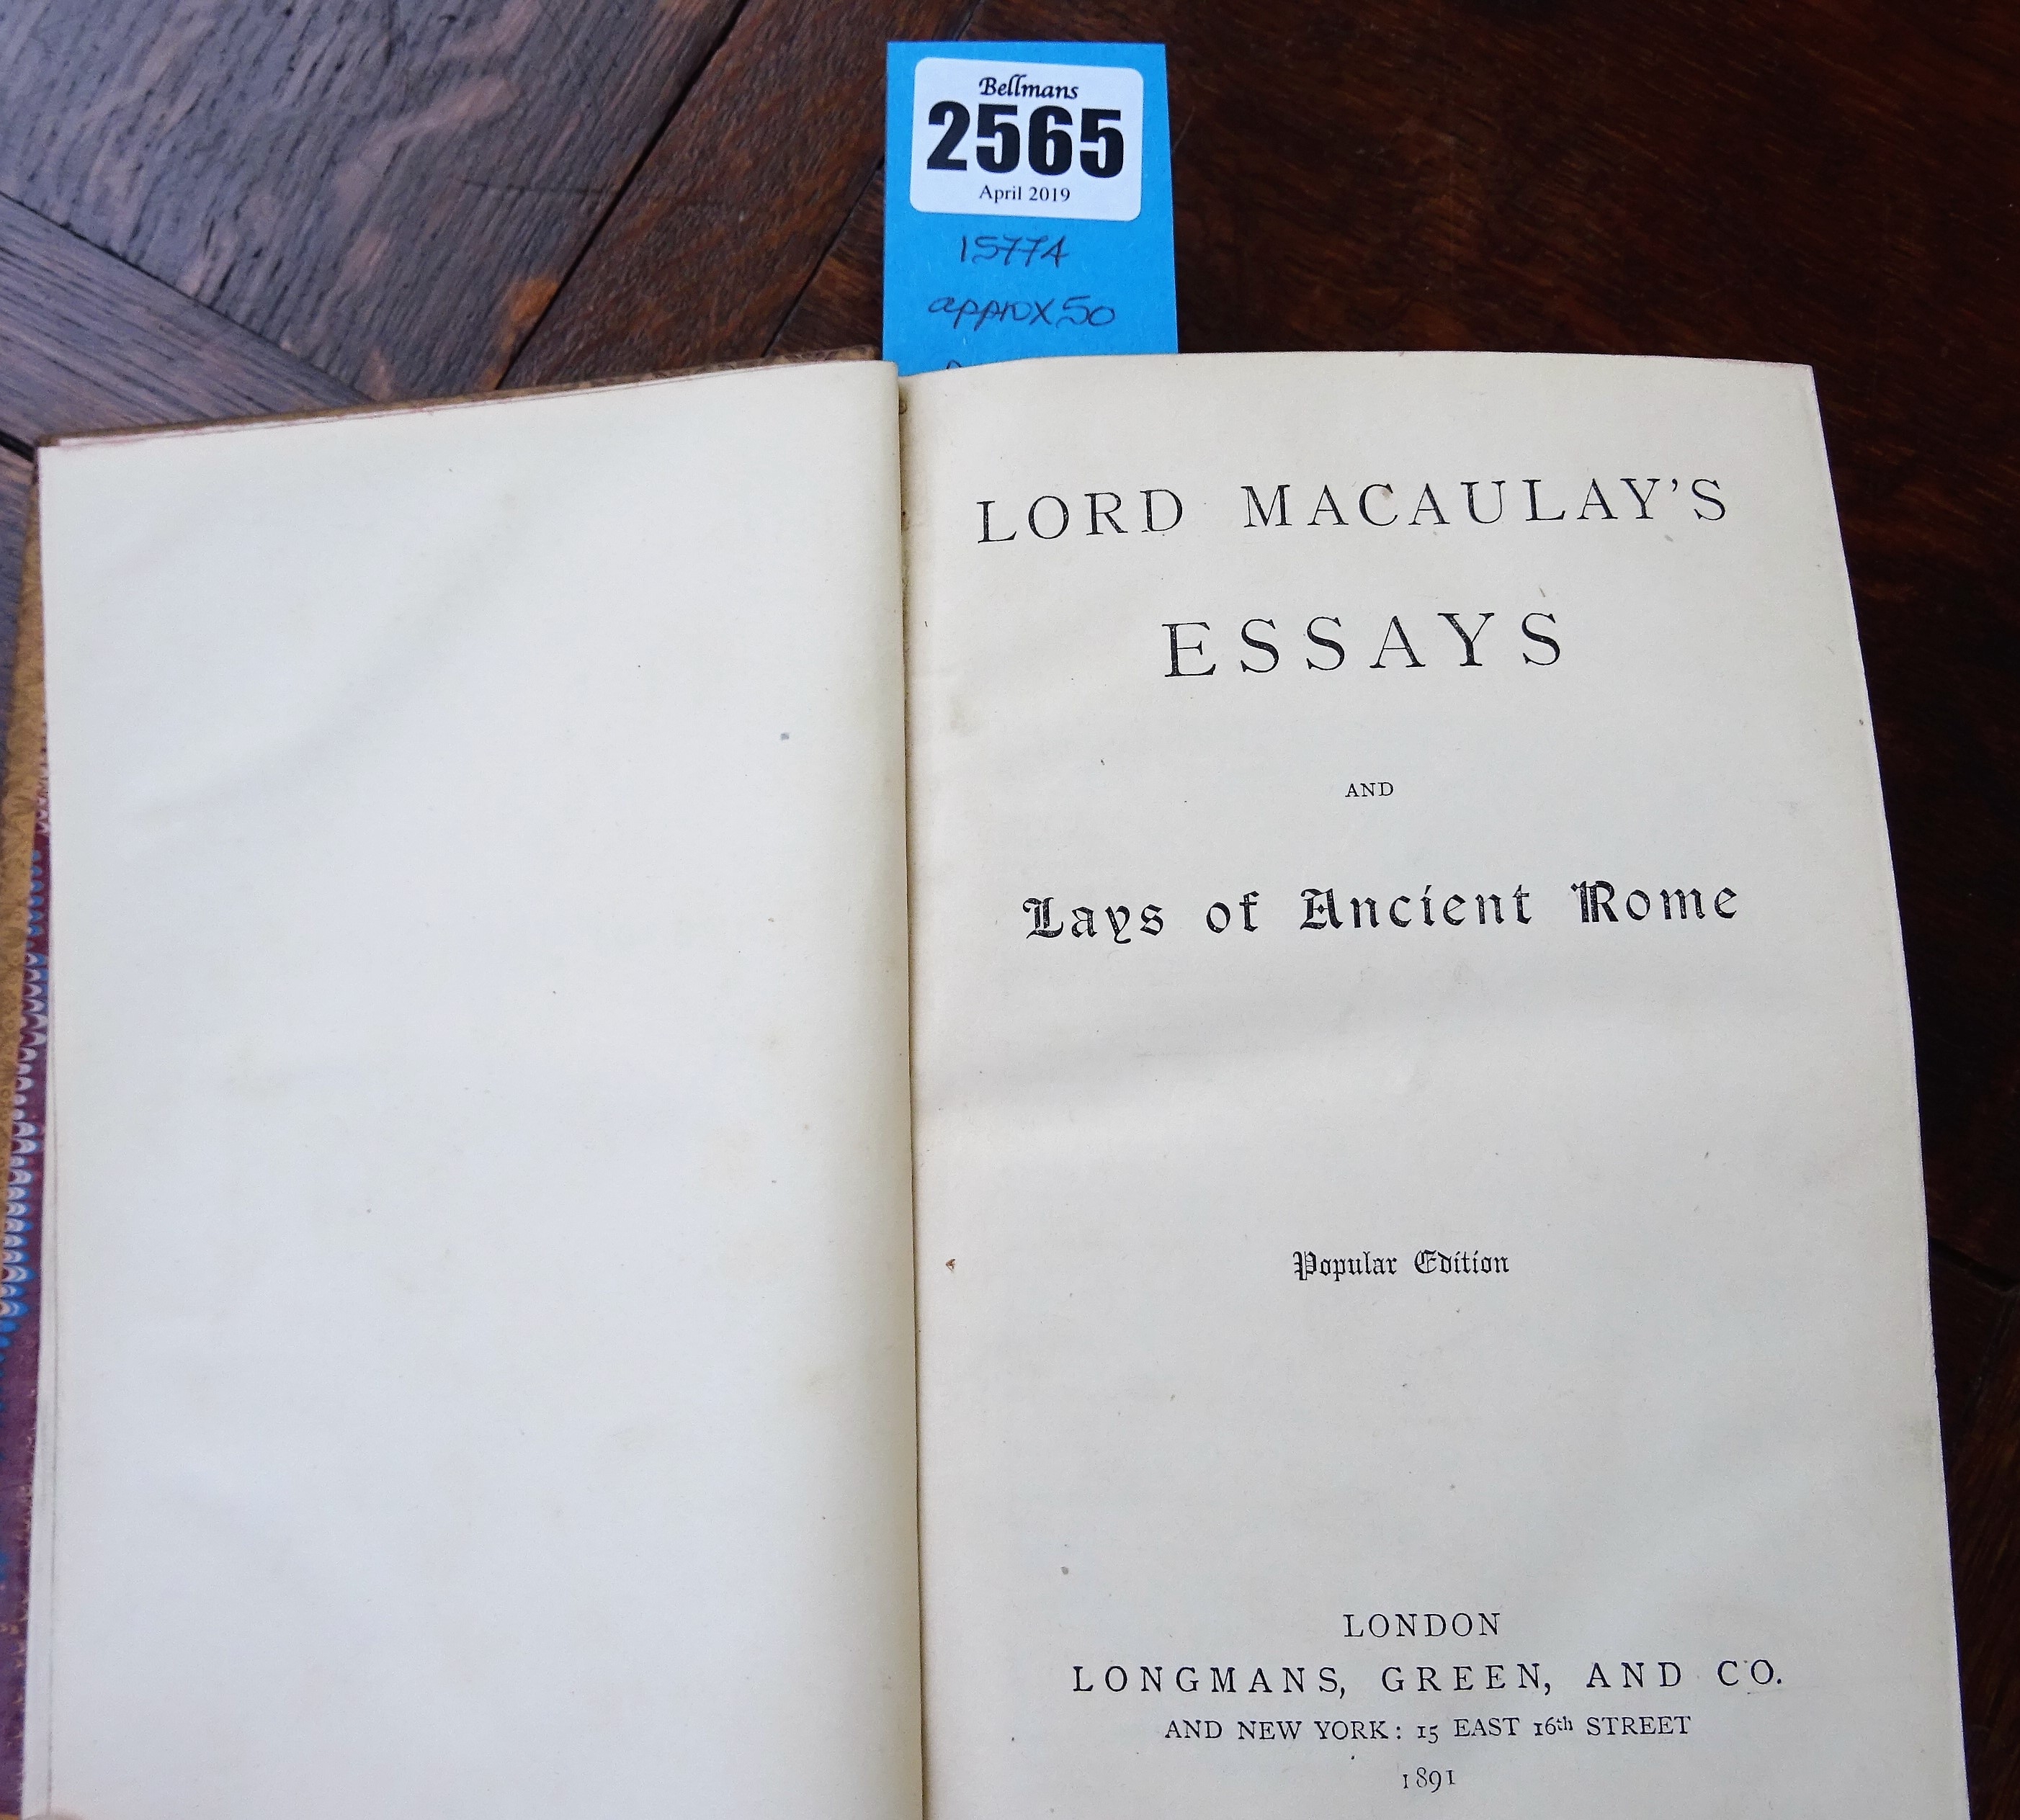 Bellmans
2565
April 2019
15774
approx 50
LORD MACAULAY'S
ESSAYS
AND
Lays of Ancient Rome
Popular Edition
LONDON
LONGMANS, GREEN, AND CO.
AND NEW YORK: 15 EAST 16th STREET
1891